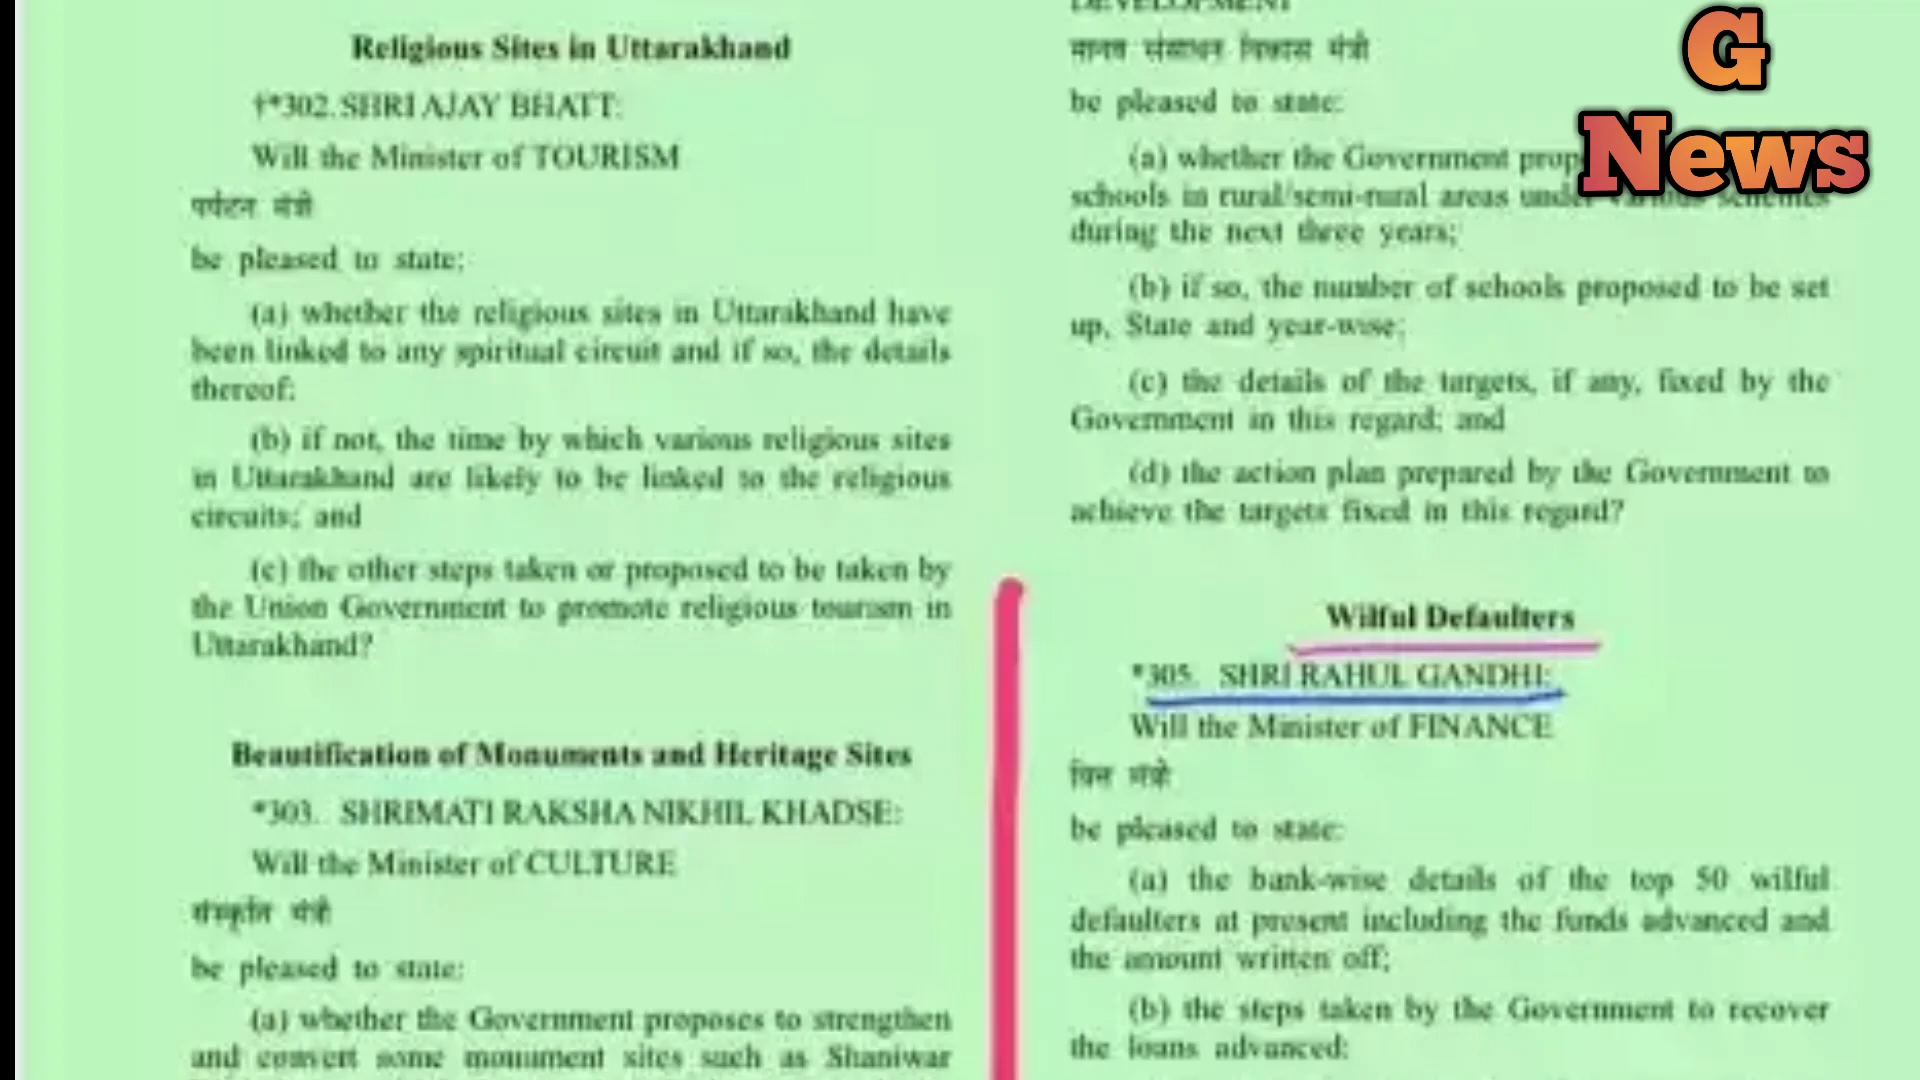 Religious Sites in Uttarakhand
†*302. SHRI AJAY BHATT:
Will the Minister of TOURISM
पर्यटन मंत्री
be pleased to state:
(a) whether the religious sites in Uttarakhand have
been linked to any spiritual circuit and if so, the details
thereof;
(b) if not, the time by which various religious sites
in Uttarakhand are likely to be linked to the religious
circuits; and
(c) the other steps taken or proposed to be taken by
the Union Government to promote religious tourism in
Uttarakhand?
Beautification of Monuments and Heritage Sites
*303. SHRIMATI RAKSHA NIKHIL KHADSE:
Will the Minister of CULTURE
संस्कृति मंत्री
be pleased to state:
(a) whether the Government proposes to strengthen
and convert some monument sites such as Shaniwar
DEVELOPMENT
मानव संसाधन विकास मंत्री
be pleased to state:
(a) whether the Government
schools in rural/semi-rural areas under various schemes
during the next three years;
(b) if so, the number of schools proposed to be set
up, State and year-wise;
(c) the details of the targets, if any, fixed by the
Government in this regard; and
(d) the action plan prepared by the Government to
achieve the targets fixed in this regard?
Wilful Defaulters
*305. SHRI RAHUL GANDHI:
Will the Minister of FINANCE
वित्त मंत्री
be pleased to state:
(a) the bank-wise details of the top 50 wilful
defaulters at present including the funds advanced and
the amount written off;
(b) the steps taken by the Government to recover
the loans advanced;
G
News